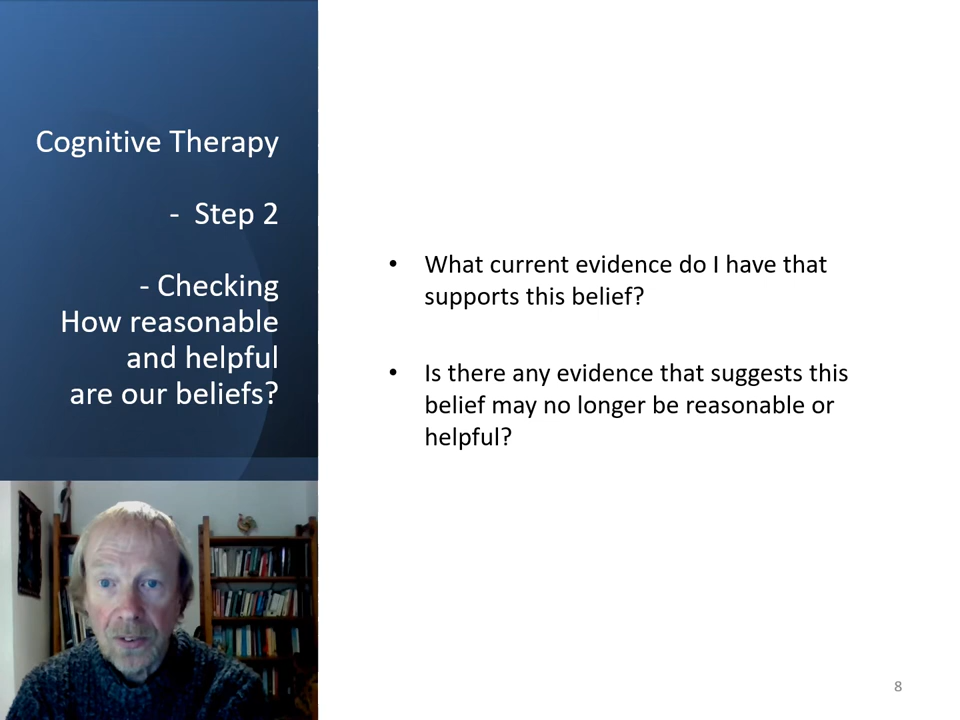 Cognitive Therapy
- Step 2
- Checking
How reasonable
and helpful
are our beliefs?
• What current evidence do I have that
supports this belief?
• Is there any evidence that suggests this
belief may no longer be reasonable or
helpful?
8